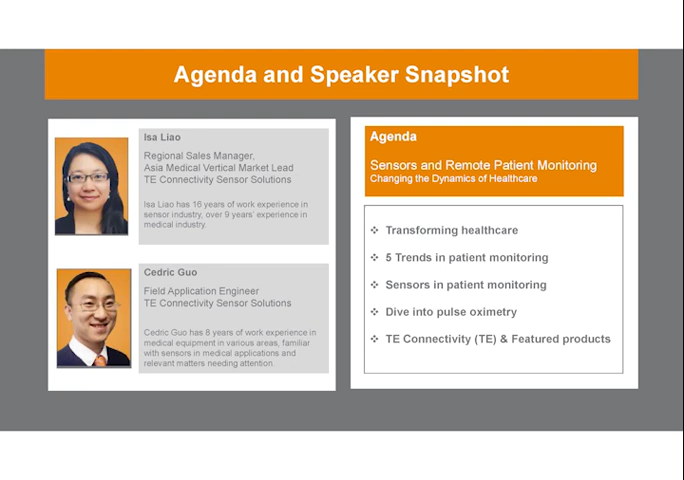 Agenda and Speaker Snapshot
Isa Liao
Regional Sales Manager,
Asia Medical Vertical Market Lead
TE Connectivity Sensor Solutions
Isa Liao has 16 years of work experience in
sensor industry, over 9 years' experience in
medical industry.
Cedric Guo
Field Application Engineer
TE Connectivity Sensor Solutions
Cedric Guo has 8 years of work experience in
medical equipment in various areas, familiar
with sensors in medical applications and
relevant matters needing attention.
Agenda
Sensors and Remote Patient Monitoring
Changing the Dynamics of Healthcare
❖ Transforming healthcare
❖ 5 Trends in patient monitoring
❖ Sensors in patient monitoring
❖ Dive into pulse oximetry
❖ TE Connectivity (TE) & Featured products